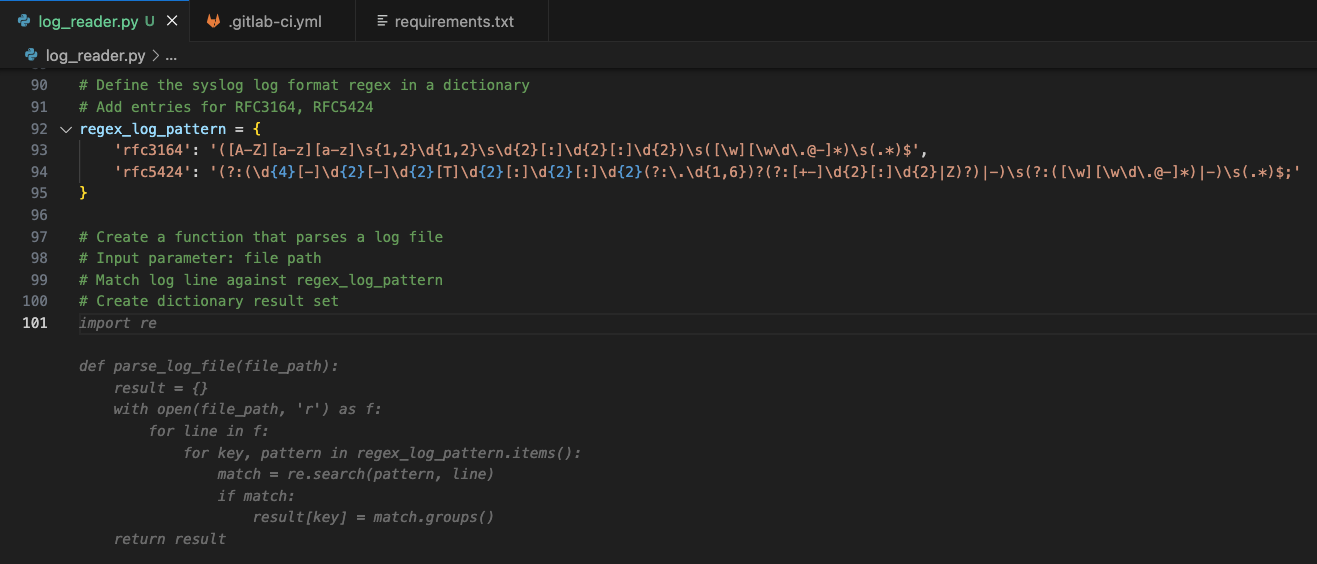 log_reader.py U ×
.gitlab-ci.yml
requirements.txt
log_reader.py > ...
90 # Define the syslog log format regex in a dictionary
91 # Add entries for RFC3164, RFC5424
92 regex_log_pattern = {
93     'rfc3164': '([A-Z][a-z][a-z]\s{1,2}\d{1,2}\s\d{2}[:]\d{2}[:]\d{2})\s([\w][\w\d\.@-]*)\s(.*)$',
94     'rfc5424': '(?:(\d{4}[-]\d{2}[-]\d{2}[T]\d{2}[:]\d{2}[:]\d{2}(?:\.\d{1,6})?(?:[+-]\d{2}[:]\d{2}|Z)?)|-)\s(?:([\w][\w\d\.@-]*)|-)\s(.*)$;'
95 }
96
97 # Create a function that parses a log file
98 # Input parameter: file path
99 # Match log line against regex_log_pattern
100 # Create dictionary result set
101 import re
def parse_log_file(file_path):
    result = {}
    with open(file_path, 'r') as f:
        for line in f:
            for key, pattern in regex_log_pattern.items():
                match = re.search(pattern, line)
                if match:
                    result[key] = match.groups()
    return result